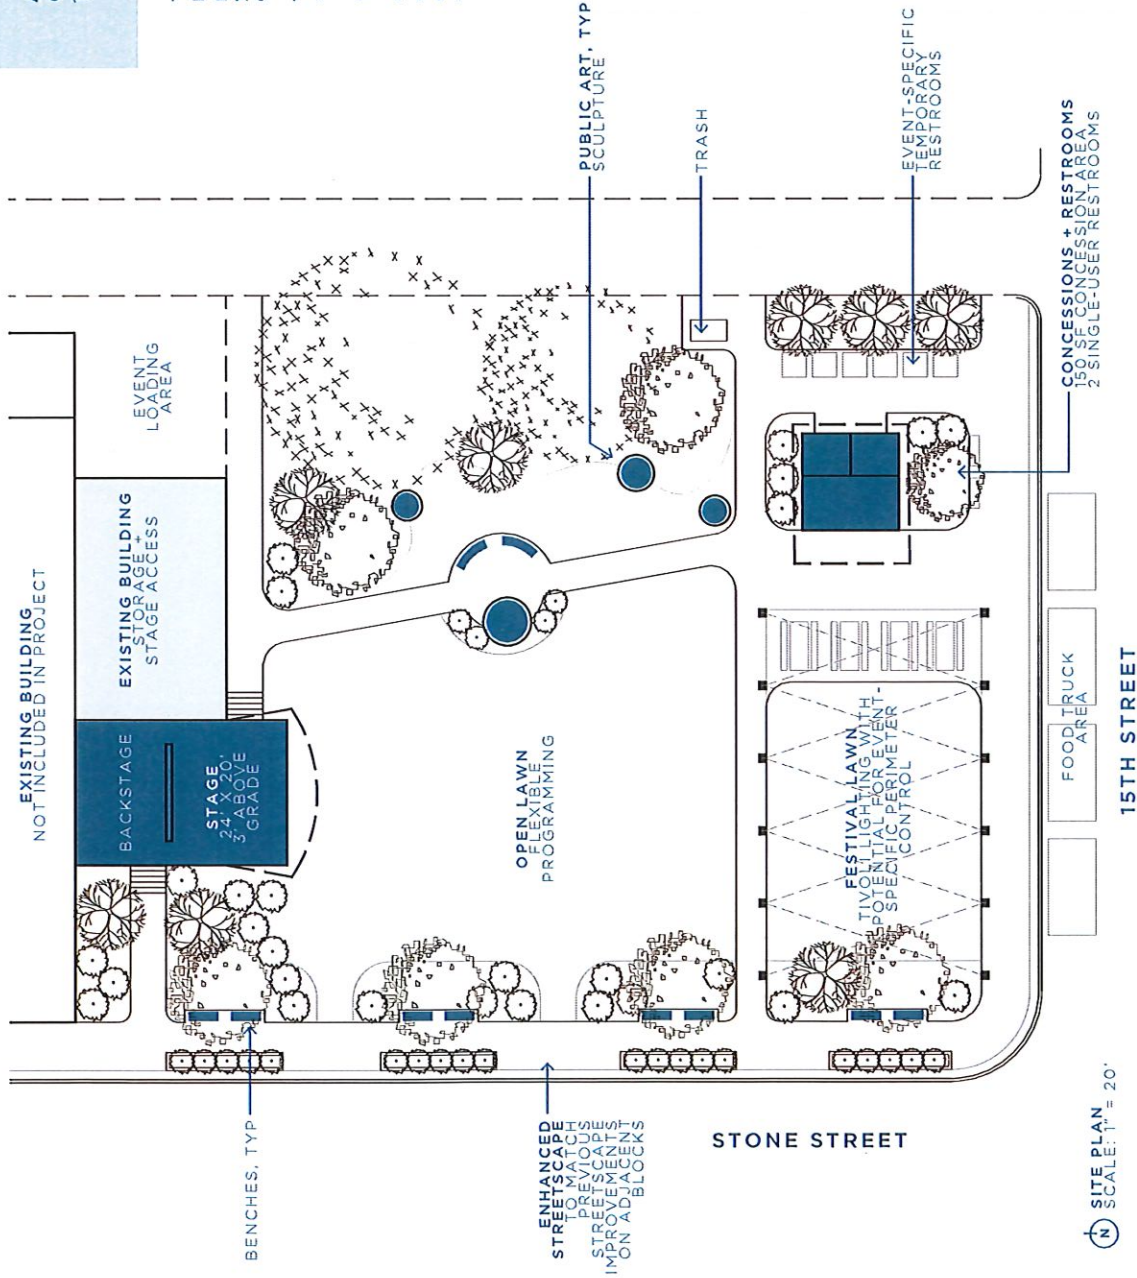 EXISTING BUILDING
NOT INCLUDED IN PROJECT
EXISTING BUILDING
STORAGE +
STAGE ACCESS
EVENT
LOADING
AREA
BACKSTAGE
STAGE
24' X 20'
3' ABOVE
GRADE
PUBLIC ART, TYP
SCULPTURE
TRASH
EVENT-SPECIFIC
TEMPORARY
RESTROOMS
CONCESSIONS + RESTROOMS
150 SF CONCESSION AREA
2 SINGLE-USER RESTROOMS
OPEN LAWN
FLEXIBLE
PROGRAMMING
FESTIVAL LAWN
TIVOLI LIGHTING WITH
POTENTIAL FOR EVENT-
SPECIFIC PERIMETER
CONTROL
FOOD TRUCK
AREA
15TH STREET
BENCHES, TYP
ENHANCED
STREETSCAPE
TO MATCH
PREVIOUS
STREETSCAPE
IMPROVEMENTS
ON ADJACENT
BLOCKS
STONE STREET
N
SITE PLAN
SCALE: 1" = 20'